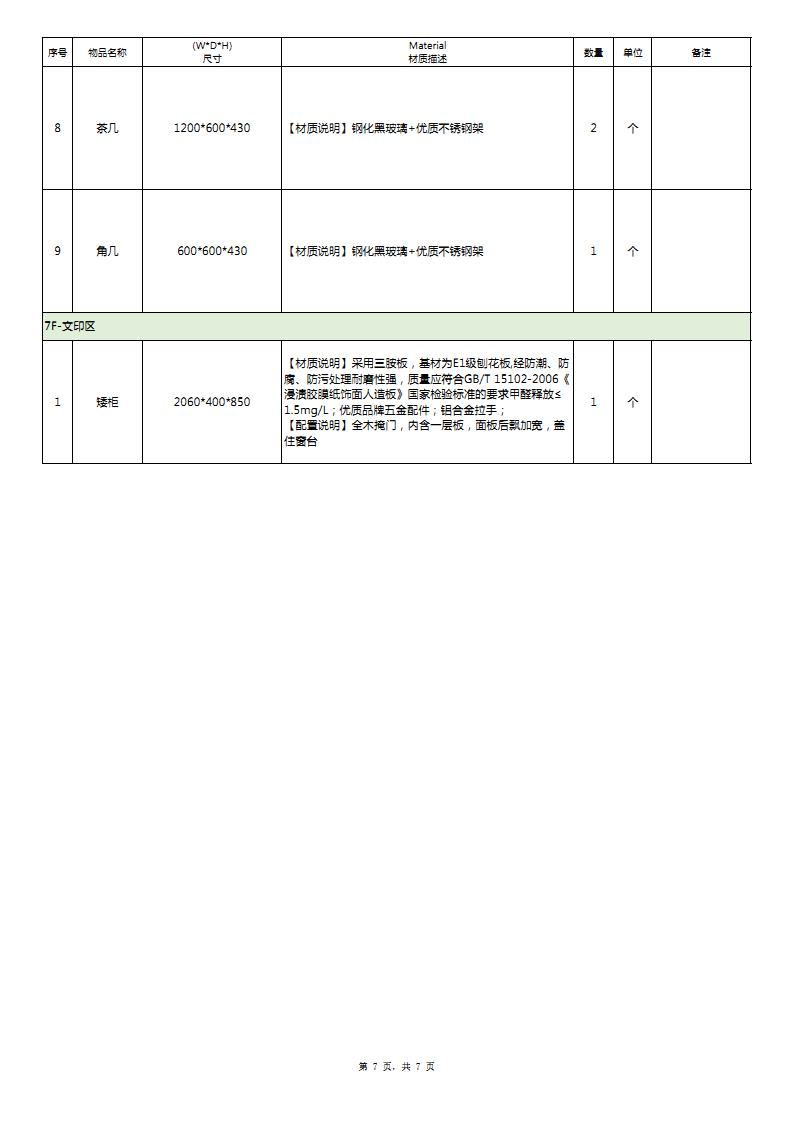 序号 物品名称 (W*D*H) 尺寸 Material 材质描述 数量 单位 备注
8 茶几 1200*600*430 【材质说明】钢化黑玻璃+优质不锈钢架 2 个
9 角几 600*600*430 【材质说明】钢化黑玻璃+优质不锈钢架 1 个
7F-文印区
1 矮柜 2060*400*850 【材质说明】采用三胺板，基材为E1级刨花板,经防潮、防
腐、防污处理耐磨性强，质量应符合GB/T 15102-2006《
浸渍胶膜纸饰面人造板》国家检验标准的要求甲醛释放≤
1.5mg/L；优质品牌五金配件；铝合金拉手；
【配置说明】全木掩门，内含一层板，面板后飘加宽，盖
住窗台 1 个
第 7 页, 共 7 页